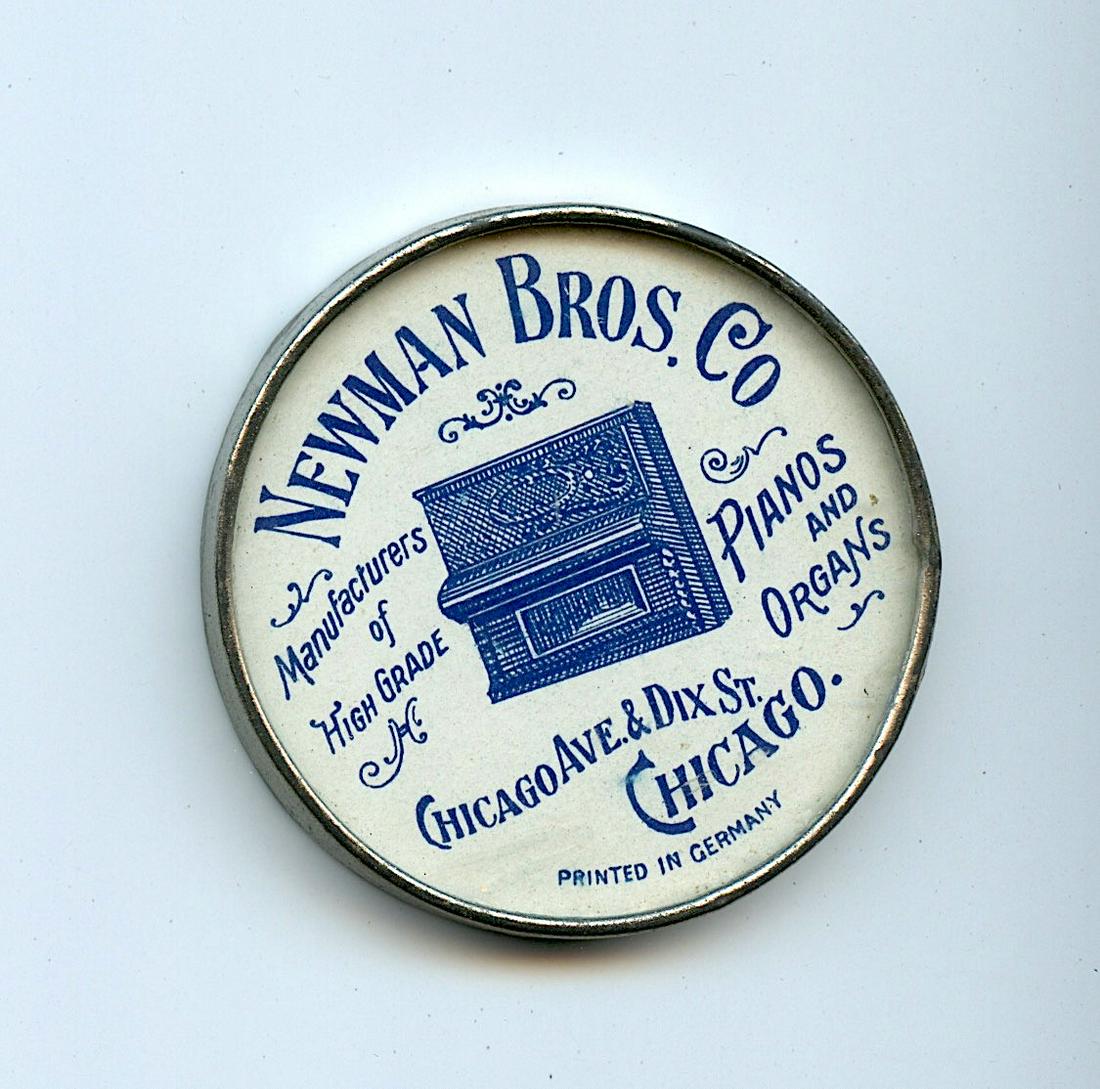 NEWMAN BROS. CO
Manufacturers
of
HIGH GRADE
PIANOS
AND
ORGANS
CHICAGO AVE. & DIX ST.
CHICAGO.
PRINTED IN GERMANY